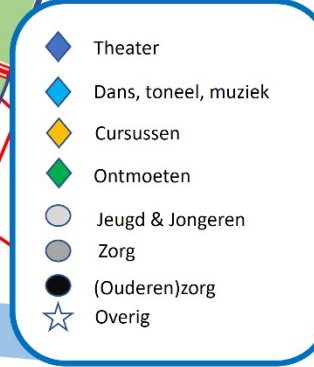 Theater
Dans, toneel, muziek
Cursussen
Ontmoeten
Jeugd & Jongeren
Zorg
(Ouderen)zorg
Overig